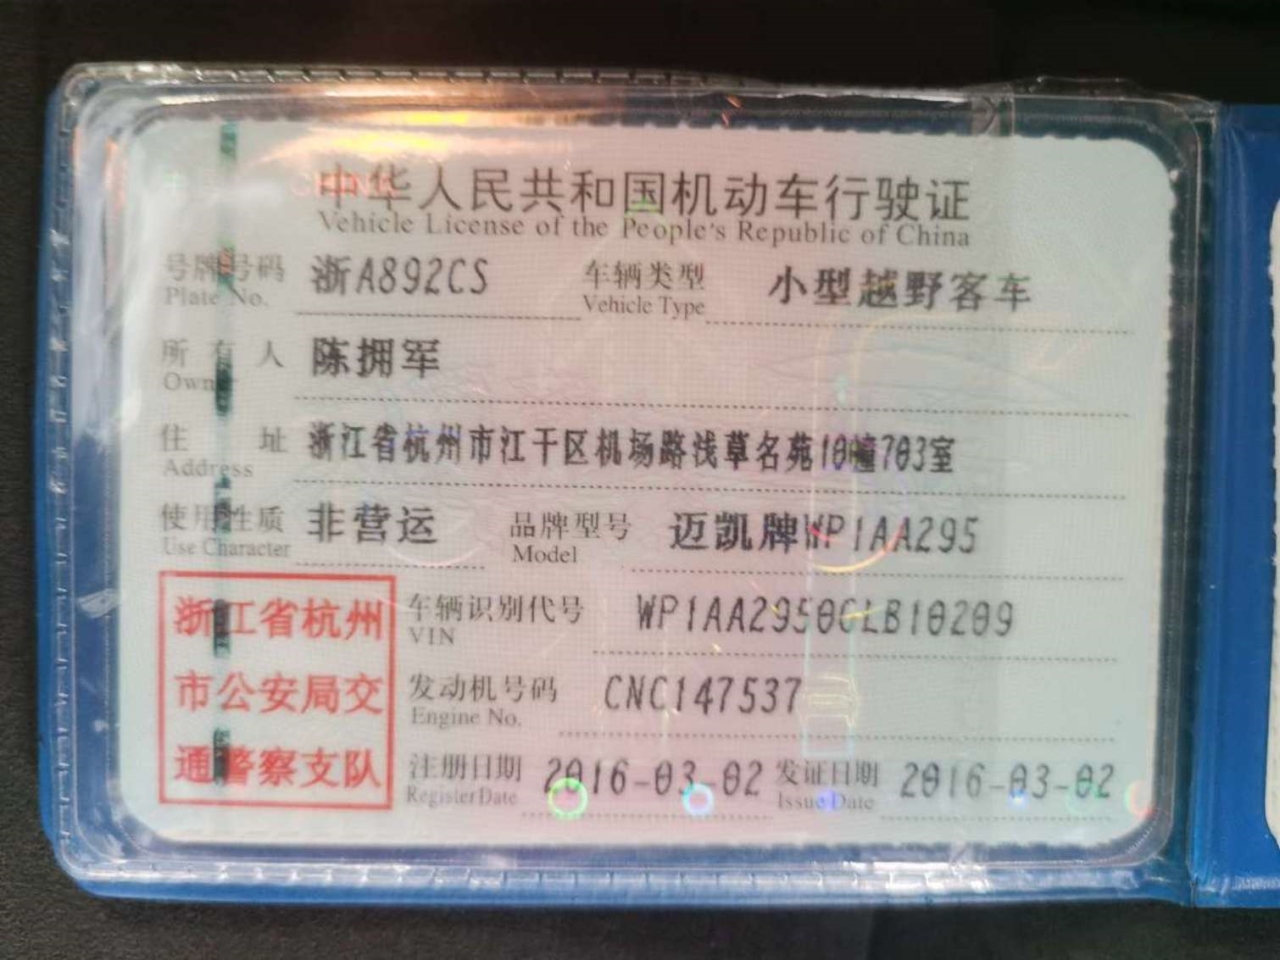 中华人民共和国机动车行驶证
Vehicle License of the People's Republic of China
号牌号码 浙A892CS 车辆类型 小型越野客车
Plate No. Vehicle Type
所有人 陈拥军
Owner
住址 浙江省杭州市江干区机场路浅草名苑10幢703室
Address
使用性质 非营运 品牌型号 迈凯牌WP1AA295
Use Character Model
浙江省杭州 车辆识别代号 WP1AA2950GLB10209
VIN
市公安局交 发动机号码 CNC147537
Engine No.
通警察支队 注册日期 2016-03-02 发证日期 2016-03-02
Register Date Issue Date